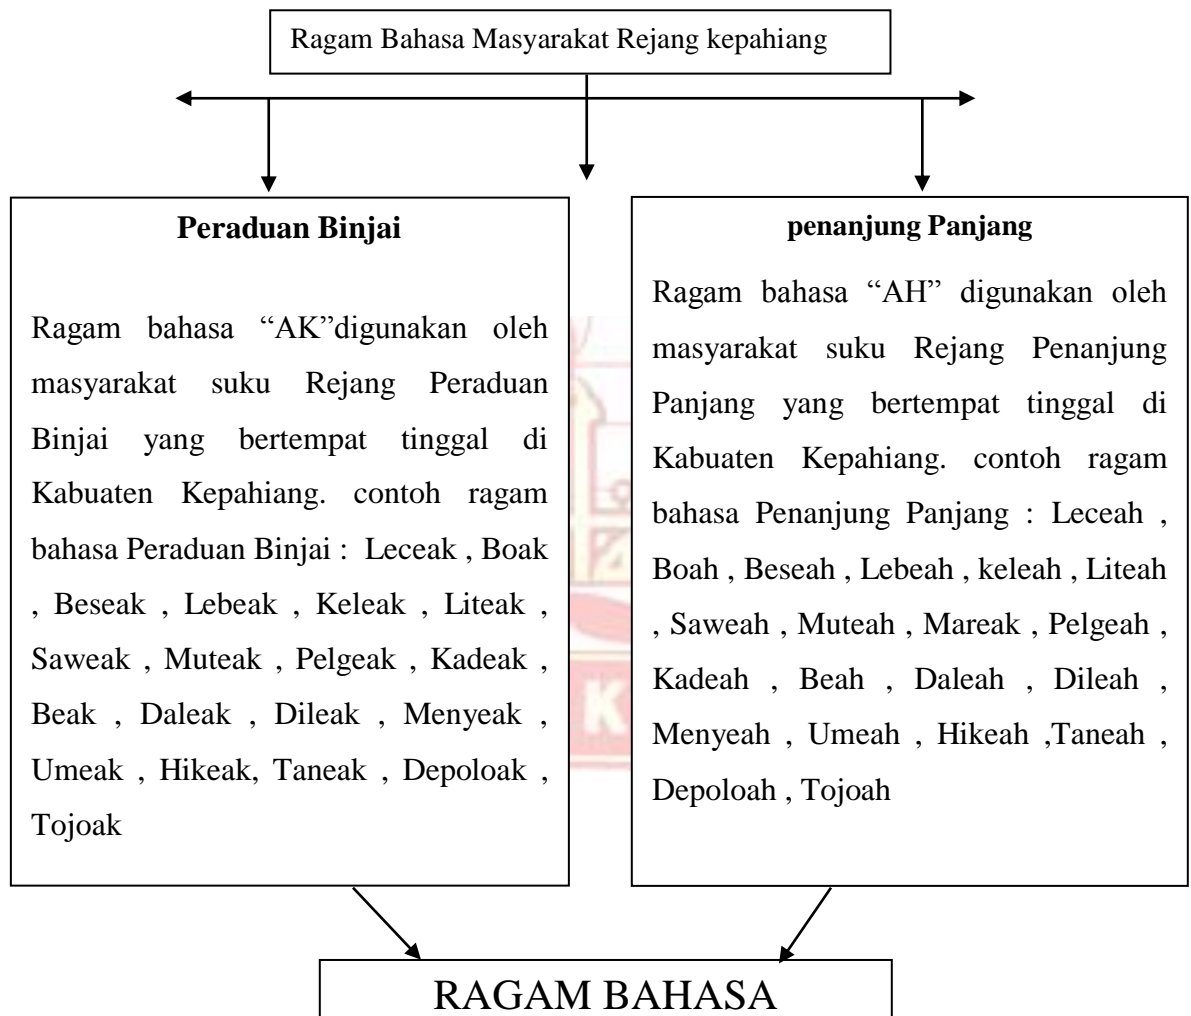 Ragam Bahasa Masyarakat Rejang kepahiang
Peraduan Binjai
Ragam bahasa “AK”digunakan oleh
masyarakat suku Rejang Peraduan
Binjai yang bertempat tinggal di
Kabuaten Kepahiang. contoh ragam
bahasa Peraduan Binjai : Leceak , Boak
, Beseak , Lebeak , Keleak , Liteak ,
Saweak , Muteak , Pelgeak , Kadeak ,
Beak , Daleak , Dileak , Menyeak ,
Umeak , Hikeak, Taneak , Depoloak ,
Tojoak
penanjung Panjang
Ragam bahasa “AH” digunakan oleh
masyarakat suku Rejang Penanjung
Panjang yang bertempat tinggal di
Kabuaten Kepahiang. contoh ragam
bahasa Penanjung Panjang : Leceah ,
Boah , Beseah , Lebeah , keleah , Liteah
, Saweah , Muteah , Mareak , Pelgeah ,
Kadeah , Beah , Daleah , Dileah ,
Menyeah , Umeah , Hikeah ,Taneah ,
Depoloah , Tojoah
K
RAGAM BAHASA